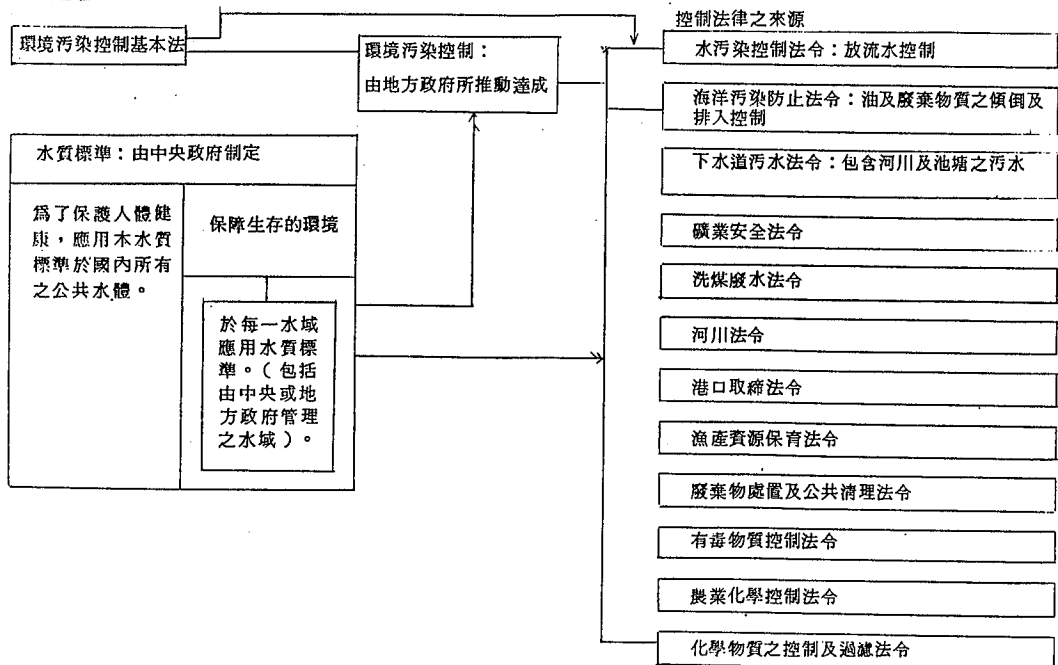 環境污染控制基本法
環境污染控制：
由地方政府所推動達成
水質標準：由中央政府制定
為了保護人體健
康，應用本水質
標準於國內所有
之公共水體。
保障生存的環境
於每一水域
應用水質標
準。（包括
由中央或地
方政府管理
之水域）。
控制法律之來源
水污染控制法令：放流水控制
海洋污染防止法令：油及廢棄物質之傾倒及
排入控制
下水道污水法令：包含河川及池塘之污水
礦業安全法令
洗煤廢水法令
河川法令
港口取締法令
漁產資源保育法令
廢棄物處置及公共清理法令
有毒物質控制法令
農業化學控制法令
化學物質之控制及過濾法令